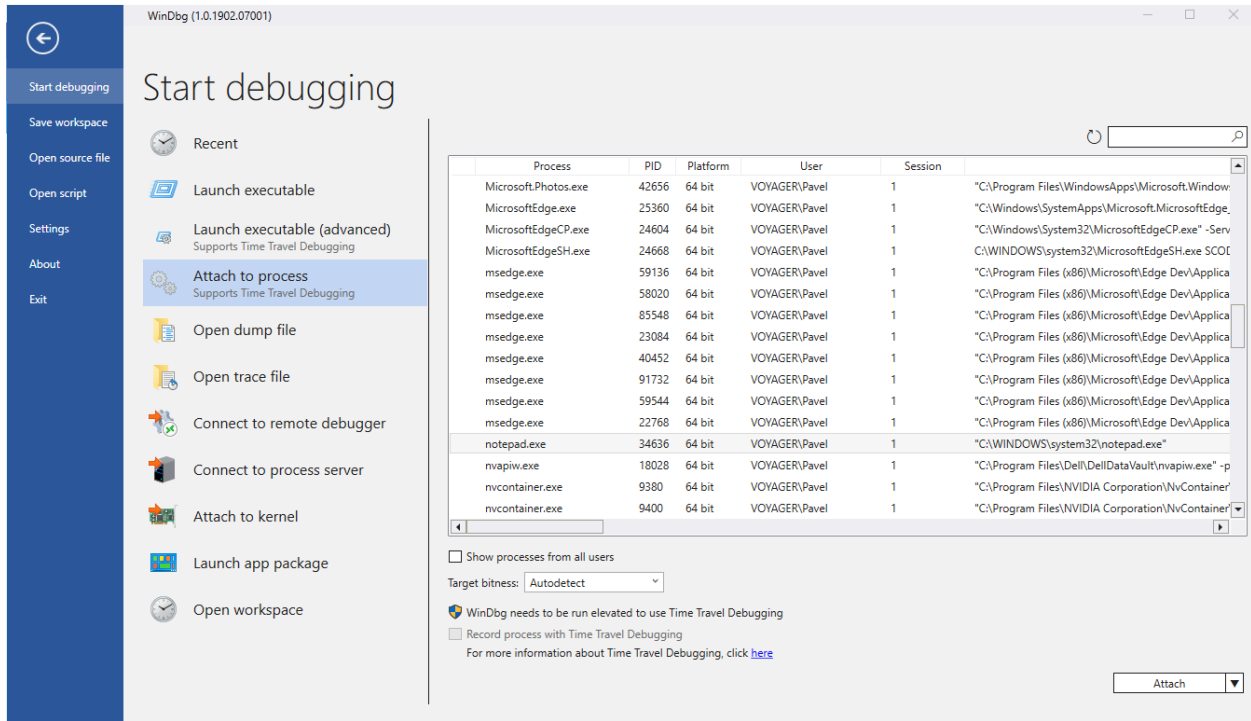 WinDbg (1.0.1902.07001)
Start debugging
Save workspace
Open source file
Open script
Settings
About
Exit
Start debugging
Recent
Launch executable
Launch executable (advanced)
Supports Time Travel Debugging
Attach to process
Supports Time Travel Debugging
Open dump file
Open trace file
Connect to remote debugger
Connect to process server
Attach to kernel
Launch app package
Open workspace
Process PID Platform User Session
Microsoft.Photos.exe 42656 64 bit VOYAGER\Pavel 1 "C:\Program Files\WindowsApps\Microsoft.Window
MicrosoftEdge.exe 25360 64 bit VOYAGER\Pavel 1 "C:\Windows\SystemApps\Microsoft.MicrosoftEdge_
MicrosoftEdgeCP.exe 24604 64 bit VOYAGER\Pavel 1 "C:\Windows\System32\MicrosoftEdgeCP.exe" -Serv
MicrosoftEdgeSH.exe 24668 64 bit VOYAGER\Pavel 1 C:\WINDOWS\system32\MicrosoftEdgeSH.exe SCOD
msedge.exe 59136 64 bit VOYAGER\Pavel 1 "C:\Program Files (x86)\Microsoft\Edge Dev\Applica
msedge.exe 58020 64 bit VOYAGER\Pavel 1 "C:\Program Files (x86)\Microsoft\Edge Dev\Applica
msedge.exe 85548 64 bit VOYAGER\Pavel 1 "C:\Program Files (x86)\Microsoft\Edge Dev\Applica
msedge.exe 23084 64 bit VOYAGER\Pavel 1 "C:\Program Files (x86)\Microsoft\Edge Dev\Applica
msedge.exe 40452 64 bit VOYAGER\Pavel 1 "C:\Program Files (x86)\Microsoft\Edge Dev\Applica
msedge.exe 91732 64 bit VOYAGER\Pavel 1 "C:\Program Files (x86)\Microsoft\Edge Dev\Applica
msedge.exe 59544 64 bit VOYAGER\Pavel 1 "C:\Program Files (x86)\Microsoft\Edge Dev\Applica
msedge.exe 22768 64 bit VOYAGER\Pavel 1 "C:\Program Files (x86)\Microsoft\Edge Dev\Applica
notepad.exe 34636 64 bit VOYAGER\Pavel 1 "C:\WINDOWS\system32\notepad.exe"
nvapiw.exe 18028 64 bit VOYAGER\Pavel 1 "C:\Program Files\Dell\DellDataVault\nvapiw.exe" -p
nvcontainer.exe 9380 64 bit VOYAGER\Pavel 1 "C:\Program Files\NVIDIA Corporation\NvContainer\
nvcontainer.exe 9400 64 bit VOYAGER\Pavel 1 "C:\Program Files\NVIDIA Corporation\NvContainer\
Show processes from all users
Target bitness: Autodetect
WinDbg needs to be run elevated to use Time Travel Debugging
Record process with Time Travel Debugging
For more information about Time Travel Debugging, click here
Attach